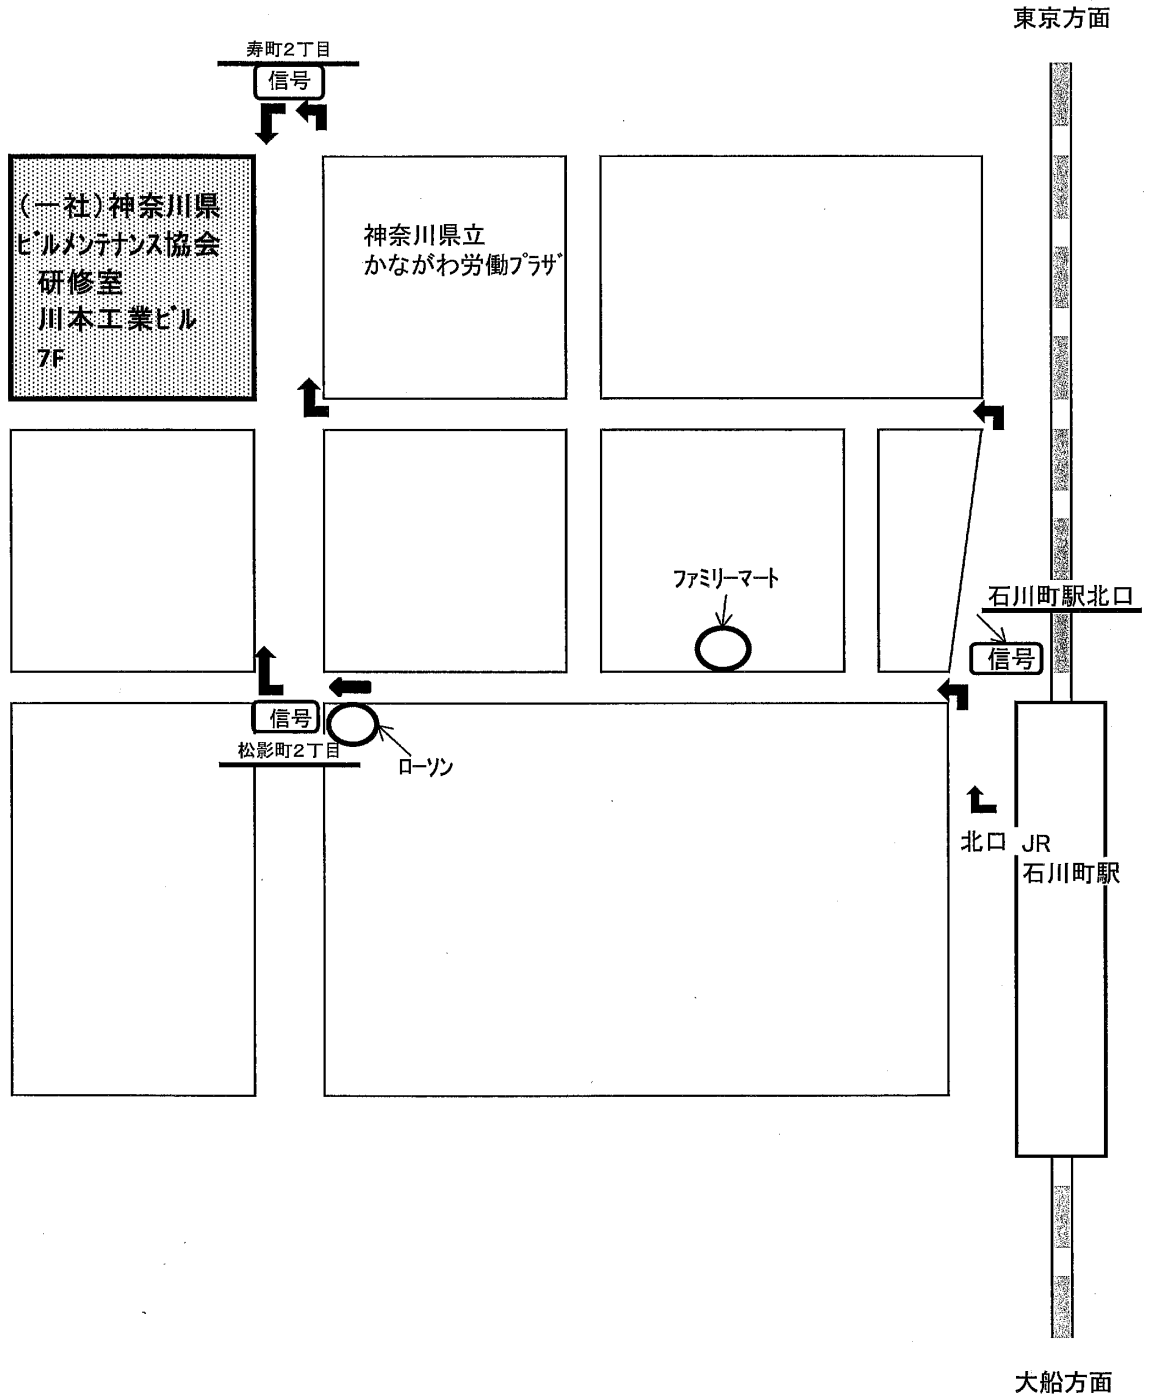 東京方面
寿町2丁目
信号
(一社)神奈川県
ﾋﾞﾙﾒﾝﾃﾅﾝｽ協会
研修室
川本工業ﾋﾞﾙ
7F
神奈川県立
かながわ労働ﾌﾟﾗｻﾞ
ﾌｧﾐﾘｰﾏｰﾄ
石川町駅北口
信号
信号
松影町2丁目
ﾛｰｿﾝ
北口
JR
石川町駅
大船方面